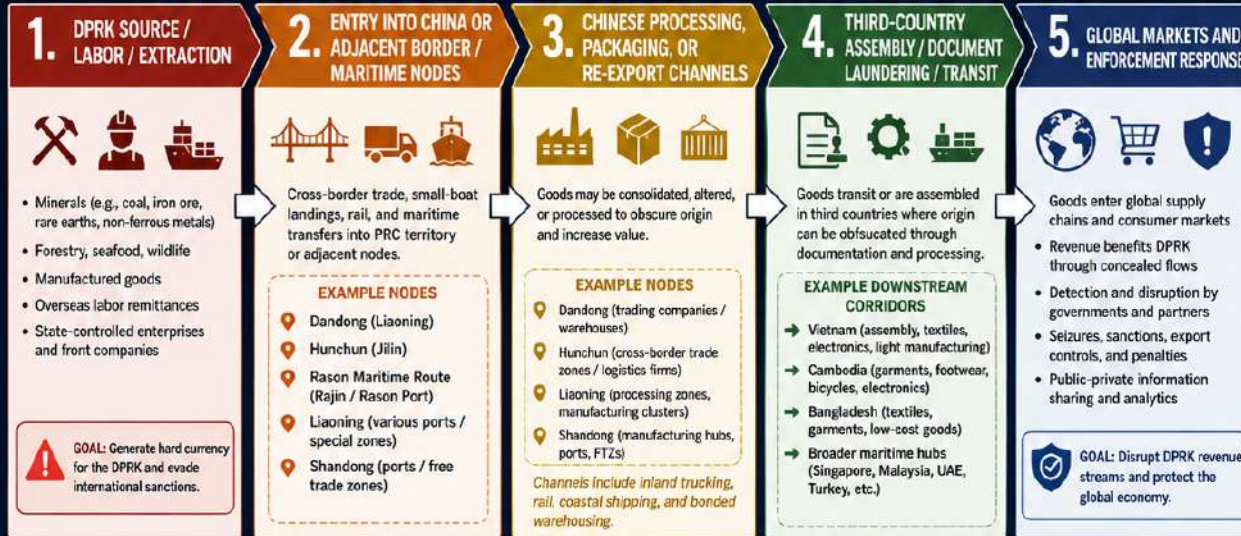 1. DPRK SOURCE /
LABOR / EXTRACTION
• Minerals (e.g., coal, iron ore,
rare earths, non-ferrous metals)
• Forestry, seafood, wildlife
• Manufactured goods
• Overseas labor remittances
• State-controlled enterprises
and front companies
GOAL: Generate hard currency
for the DPRK and evade
international sanctions.
2. ENTRY INTO CHINA OR
ADJACENT BORDER /
MARITIME NODES
Cross-border trade, small-boat
landings, rail, and maritime
transfers into PRC territory
or adjacent nodes.
EXAMPLE NODES
Dandong (Liaoning)
Hunchun (Jilin)
Rason Maritime Route
(Rajin / Rason Port)
Liaoning (various ports /
special zones)
Shandong (ports / free
trade zones)
3. CHINESE PROCESSING,
PACKAGING, OR
RE-EXPORT CHANNELS
Goods may be consolidated, altered,
or processed to obscure origin
and increase value.
EXAMPLE NODES
Dandong (trading companies /
warehouses)
Hunchun (cross-border trade
zones / logistics firms)
Liaoning (processing zones,
manufacturing clusters)
Shandong (manufacturing hubs,
ports, FTZs)
Channels include inland trucking,
rail, coastal shipping, and bonded
warehousing.
4. THIRD-COUNTRY
ASSEMBLY / DOCUMENT
LAUNDERING / TRANSIT
Goods transit or are assembled
in third countries where origin
can be obfsucated through
documentation and processing.
EXAMPLE DOWNSTREAM
CORRIDORS
→ Vietnam (assembly, textiles,
electronics, light manufacturing)
→ Cambodia (garments, footwear,
bicycles, electronics)
→ Bangladesh (textiles,
garments, low-cost goods)
→ Broader maritime hubs
(Singapore, Malaysia, UAE,
Turkey, etc.)
5. GLOBAL MARKETS AND
ENFORCEMENT RESPONSE
Goods enter global supply
chains and consumer markets
• Revenue benefits DPRK
through concealed flows
• Detection and disruption by
governments and partners
• Seizures, sanctions, export
controls, and penalties
• Public-private information
sharing and analytics
GOAL: Disrupt DPRK revenue
streams and protect the
global economy.